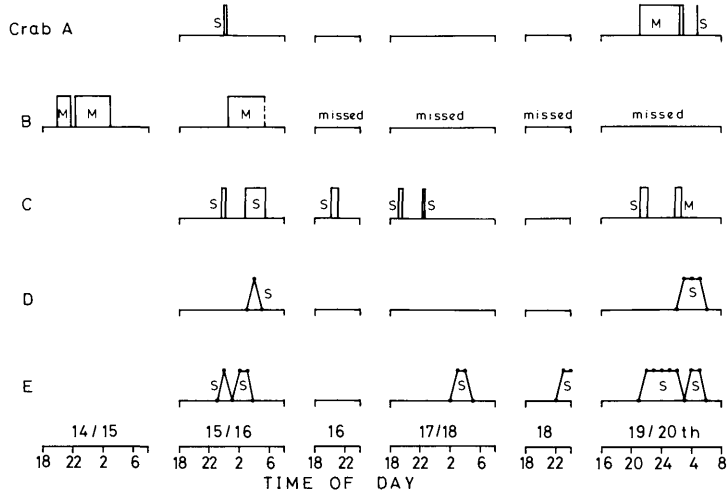 Crab A S M S
B M M M missed missed missed missed
C S S S S S S M
D S S
E S S S S S S
14/15 15/16 16 17/18 18 19/20 th
18 22 2 6 18 22 2 6 18 22 18 22 2 6 18 22 16 20 24 4 8
TIME OF DAY